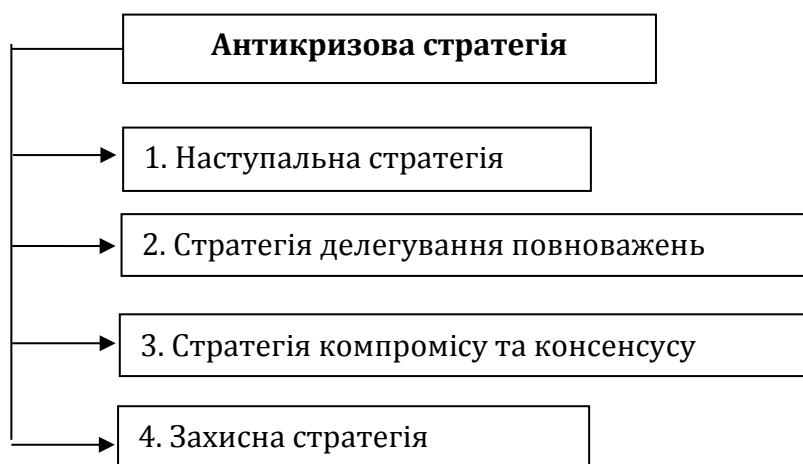 Антикризова стратегія
1. Наступальна стратегія
2. Стратегія делегування повноважень
3. Стратегія компромісу та консенсусу
4. Захисна стратегія